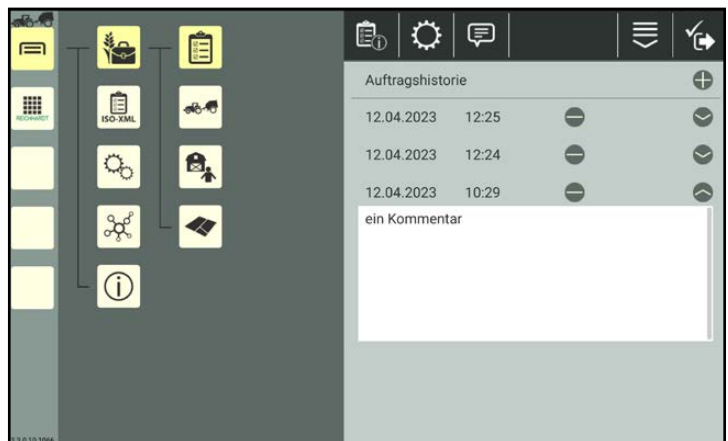 REICHHARDT
ISO-XML
Auftragshistorie
12.04.2023 12:25
12.04.2023 12:24
12.04.2023 10:29
ein Kommentar